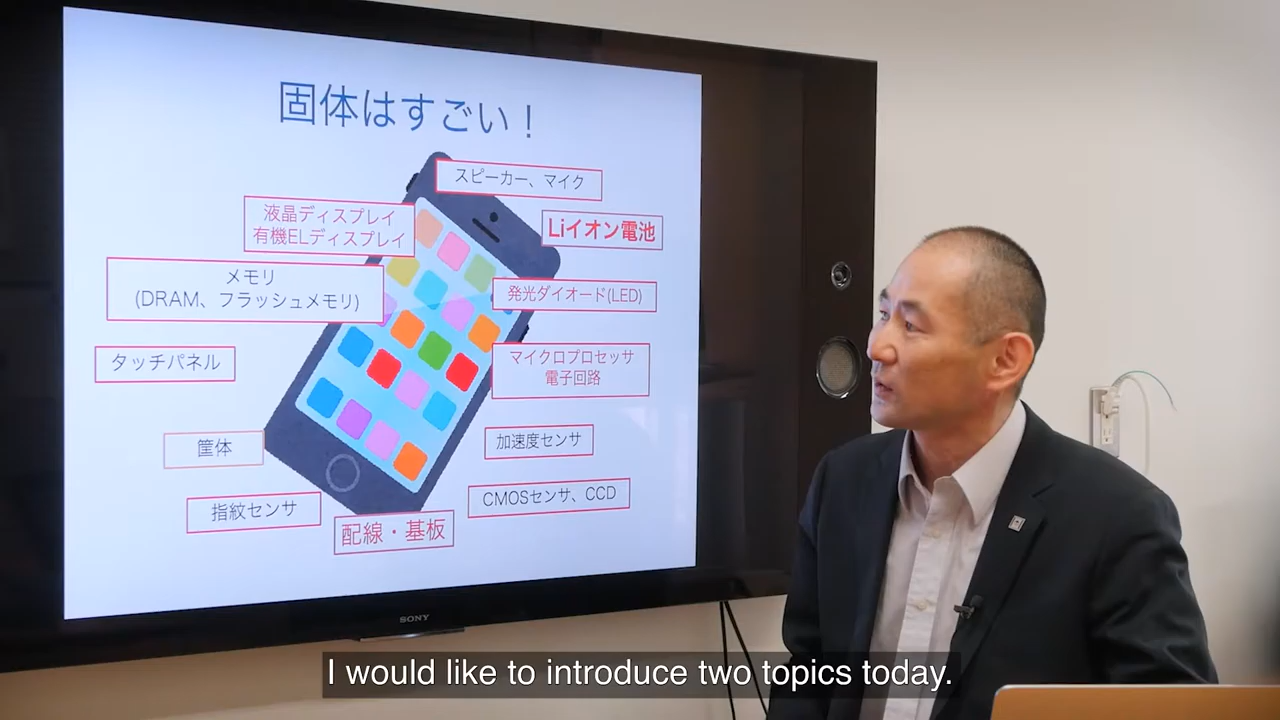 固体はすごい！
スピーカー、マイク
液晶ディスプレイ
有機ELディスプレイ
Liイオン電池
メモリ
(DRAM、フラッシュメモリ)
発光ダイオード(LED)
タッチパネル
マイクロプロセッサ
電子回路
筐体
加速度センサ
指紋センサ
CMOSセンサ、CCD
配線・基板
SONY
I would like to introduce two topics today.